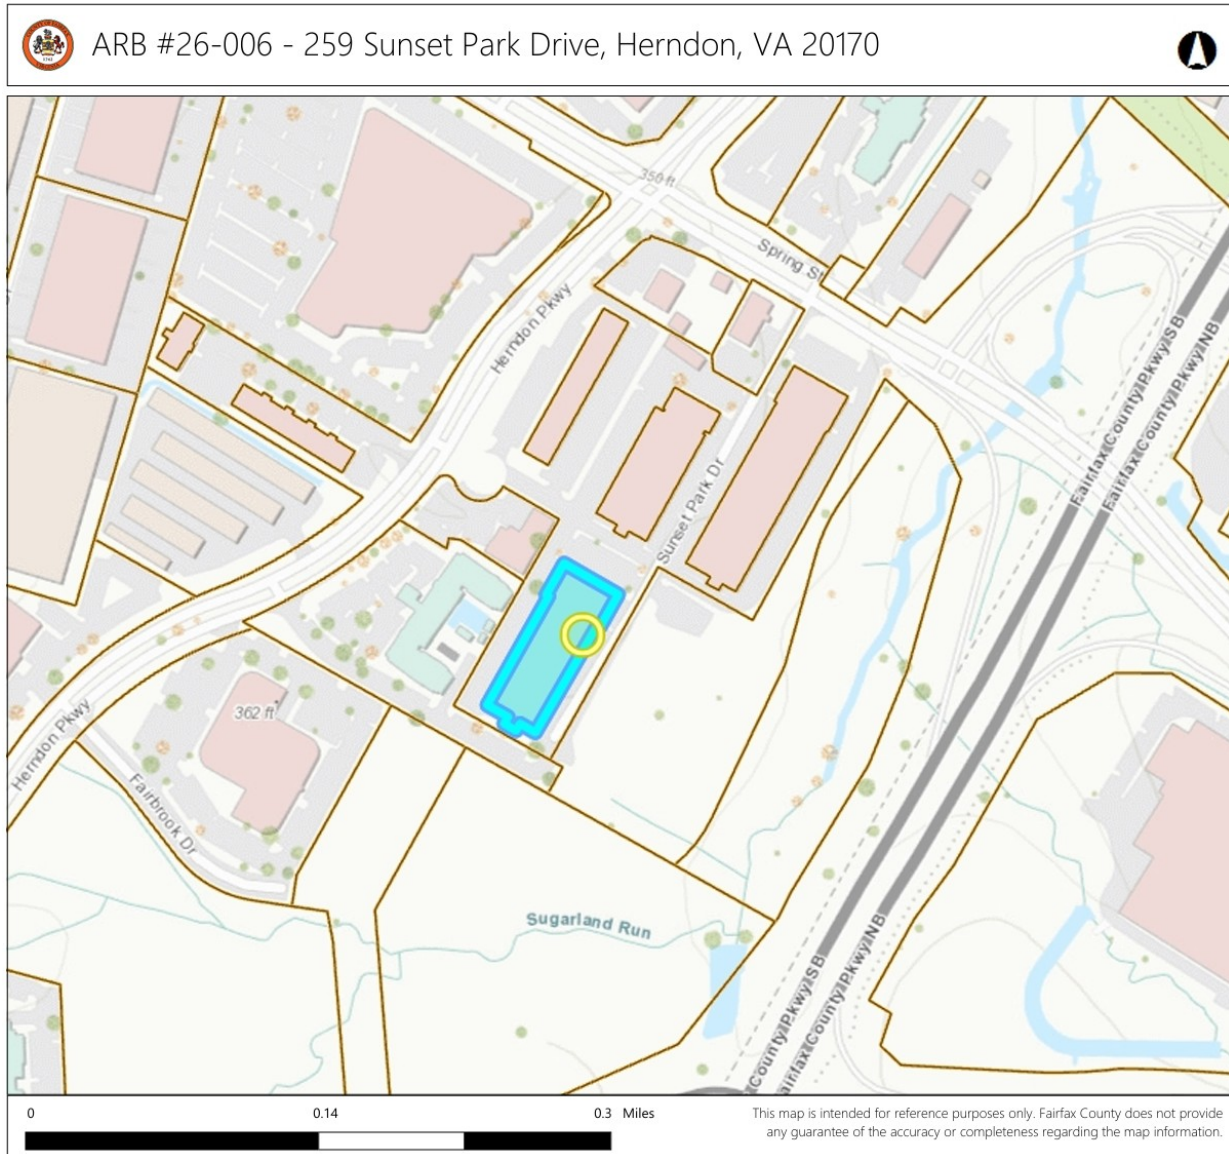 ARB #26-006 - 259 Sunset Park Drive, Herndon, VA 20170
350 ft
Spring St
Herndon Pkwy
Fairfax County Pkwy SB
Fairfax County Pkwy NB
Sunset Park Dr
362 ft
Herndon Pkwy
Fairbrook Dr
Sugarland Run
County Pkwy SB
Fairfax County Pkwy NB
0 0.14 0.3 Miles
This map is intended for reference purposes only. Fairfax County does not provide
any guarantee of the accuracy or completeness regarding the map information.